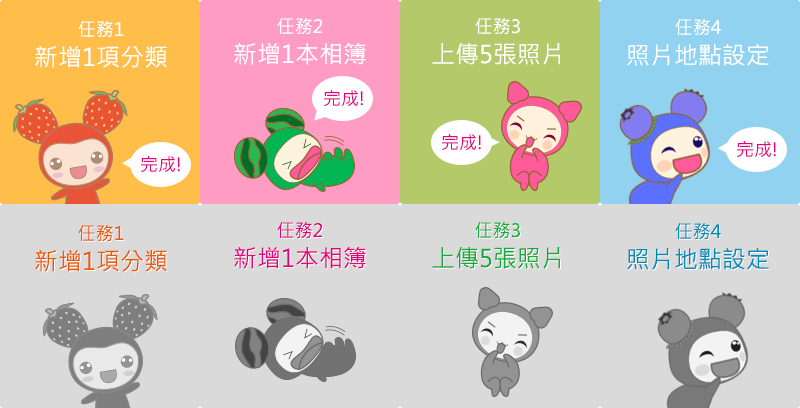 任務1
新增1項分類
完成!
任務2
新增1本相簿
完成!
任務3
上傳5張照片
完成!
任務4
照片地點設定
完成!
任務1
新增1項分類
任務2
新增1本相簿
任務3
上傳5張照片
任務4
照片地點設定